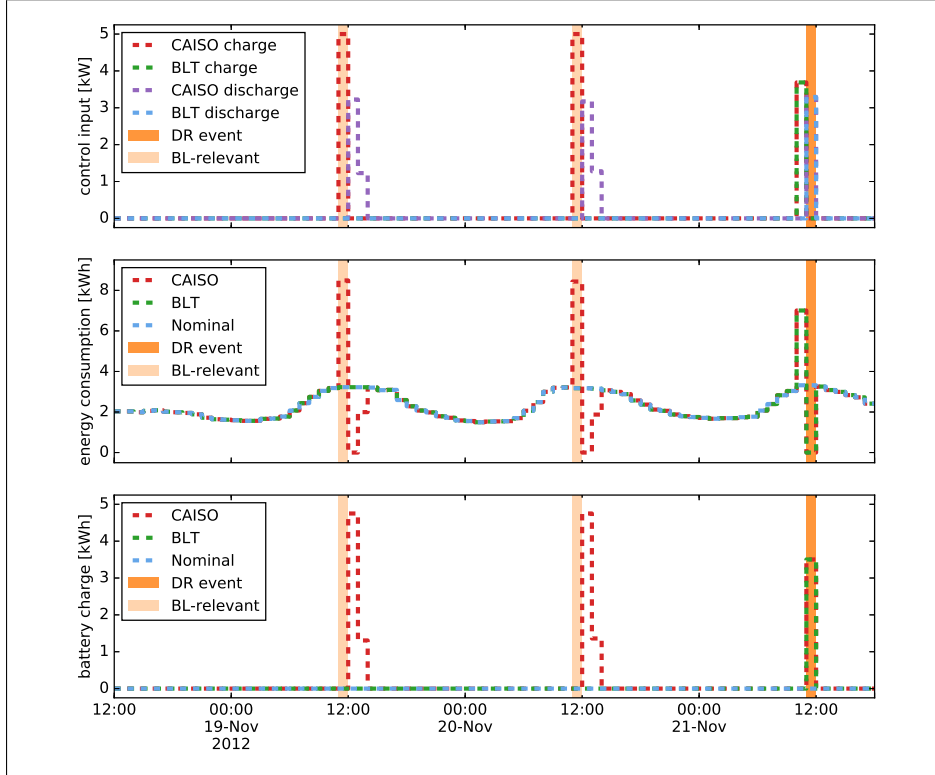 control input [kW]
5
4
3
2
1
0
CAISO charge
BLT charge
CAISO discharge
BLT discharge
DR event
BL-relevant
energy consumption [kWh]
8
6
4
2
0
CAISO
BLT
Nominal
DR event
BL-relevant
battery charge [kWh]
5
4
3
2
1
0
CAISO
BLT
Nominal
DR event
BL-relevant
12:00 00:00 12:00 00:00 12:00 00:00 12:00
19-Nov 20-Nov 21-Nov
2012